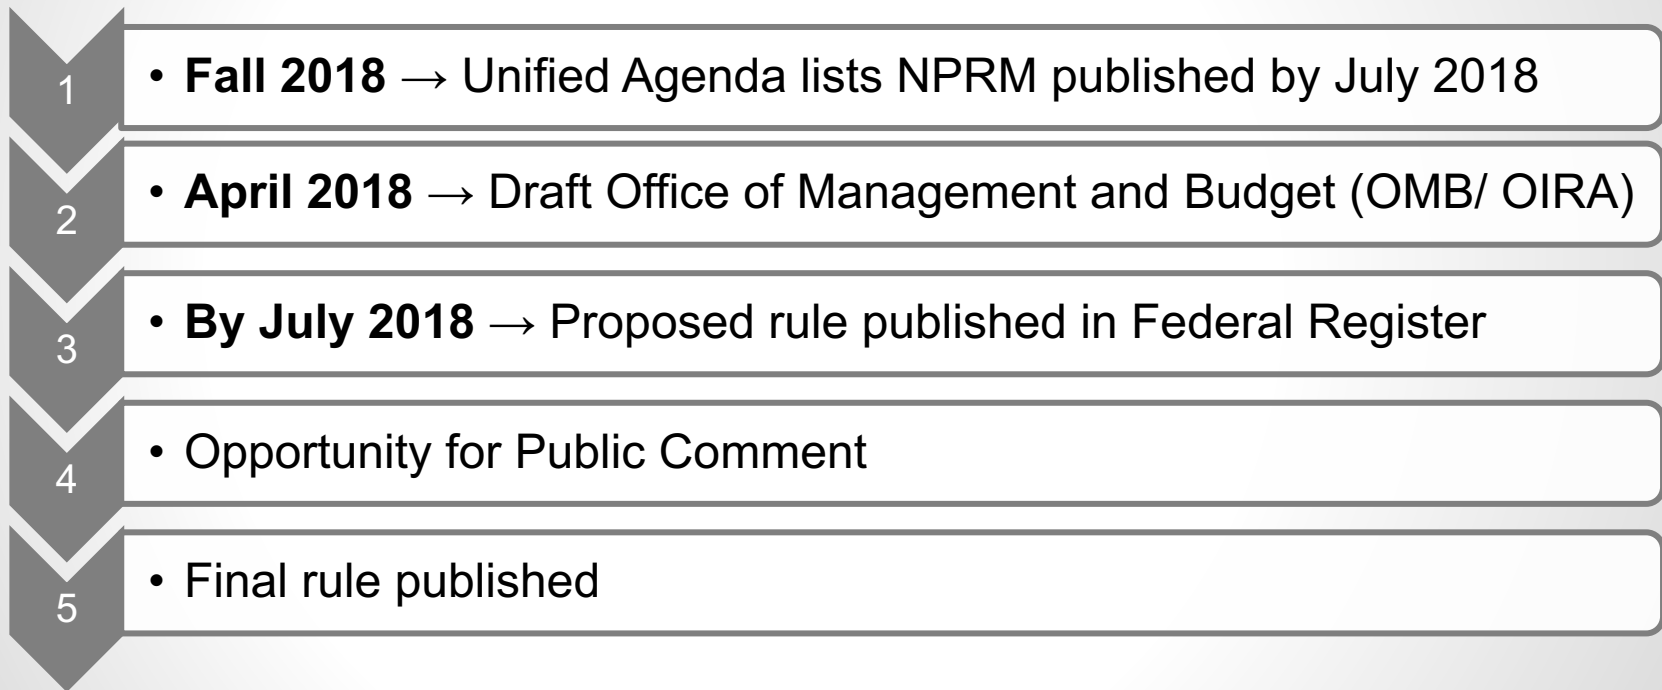 1
• Fall 2018 → Unified Agenda lists NPRM published by July 2018
2
• April 2018 → Draft Office of Management and Budget (OMB/ OIRA)
3
• By July 2018 → Proposed rule published in Federal Register
4
• Opportunity for Public Comment
5
• Final rule published